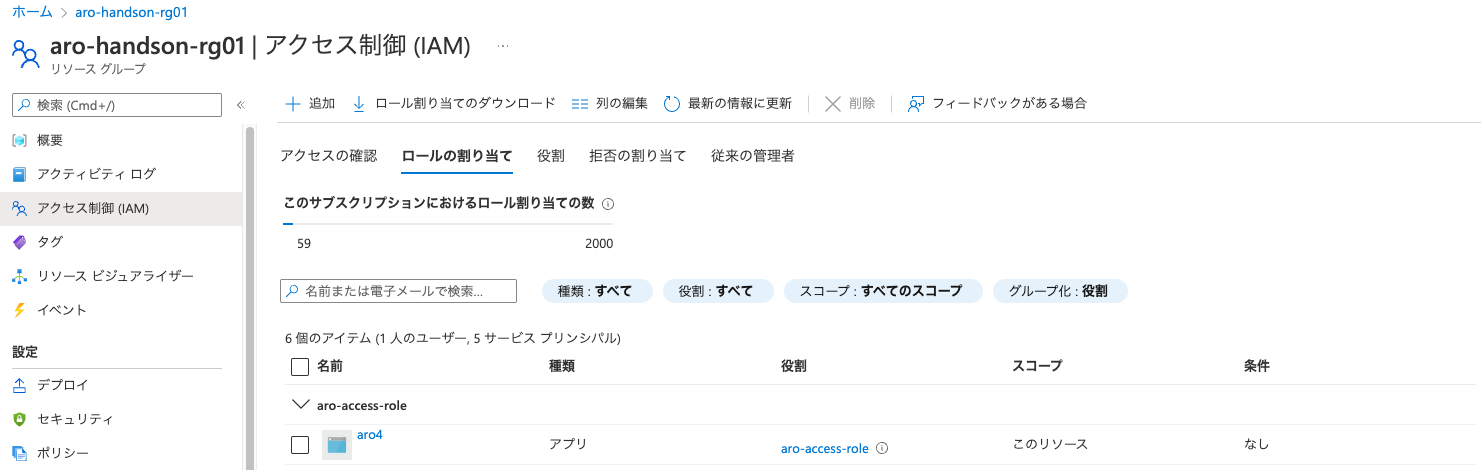 ホーム > aro-handson-rg01
aro-handson-rg01 | アクセス制御 (IAM) ...
リソース グループ
検索 (Cmd+/) «
概要
アクティビティ ログ
アクセス制御 (IAM)
タグ
リソース ビジュアライザー
イベント
設定
デプロイ
セキュリティ
ポリシー
追加 ロール割り当てのダウンロード 列の編集 最新の情報に更新 削除 フィードバックがある場合
アクセスの確認 ロールの割り当て 役割 拒否の割り当て 従来の管理者
このサブスクリプションにおけるロール割り当ての数
59 2000
名前または電子メールで検索... 種類 : すべて 役割 : すべて スコープ : すべてのスコープ グループ化 : 役割
6 個のアイテム (1 人のユーザー, 5 サービス プリンシパル)
名前 種類 役割 スコープ 条件
aro-access-role
aro4 アプリ aro-access-role このリソース なし